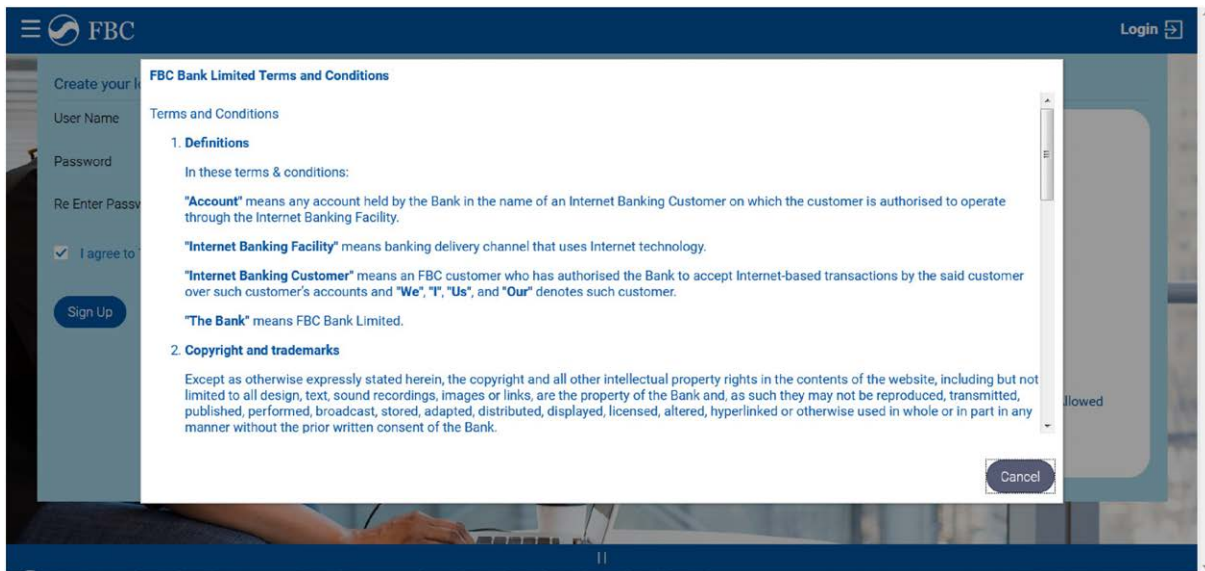 FBC
Login
FBC Bank Limited Terms and Conditions
Create your
Terms and Conditions
User Name
1. Definitions
Password
In these terms & conditions:
Re Enter
"Account" means any account held by the Bank in the name of an Internet Banking Customer on which the customer is authorised to operate
through the Internet Banking Facility.
I agree to
"Internet Banking Facility" means banking delivery channel that uses Internet technology.
"Internet Banking Customer" means an FBC customer who has authorised the Bank to accept Internet-based transactions by the said customer
over such customer's accounts and "We", "I", "Us", and "Our" denotes such customer.
Sign Up
"The Bank" means FBC Bank Limited.
2. Copyright and trademarks
Except as otherwise expressly stated herein, the copyright and all other intellectual property rights in the contents of the website, including but not
limited to all design, text, sound recordings, images or links, are the property of the Bank and, as such they may not be reproduced, transmitted,
published, performed, broadcast, stored, adapted, distributed, displayed, licensed, altered, hyperlinked or otherwise used in whole or in part in any
manner without the prior written consent of the Bank.
Cancel